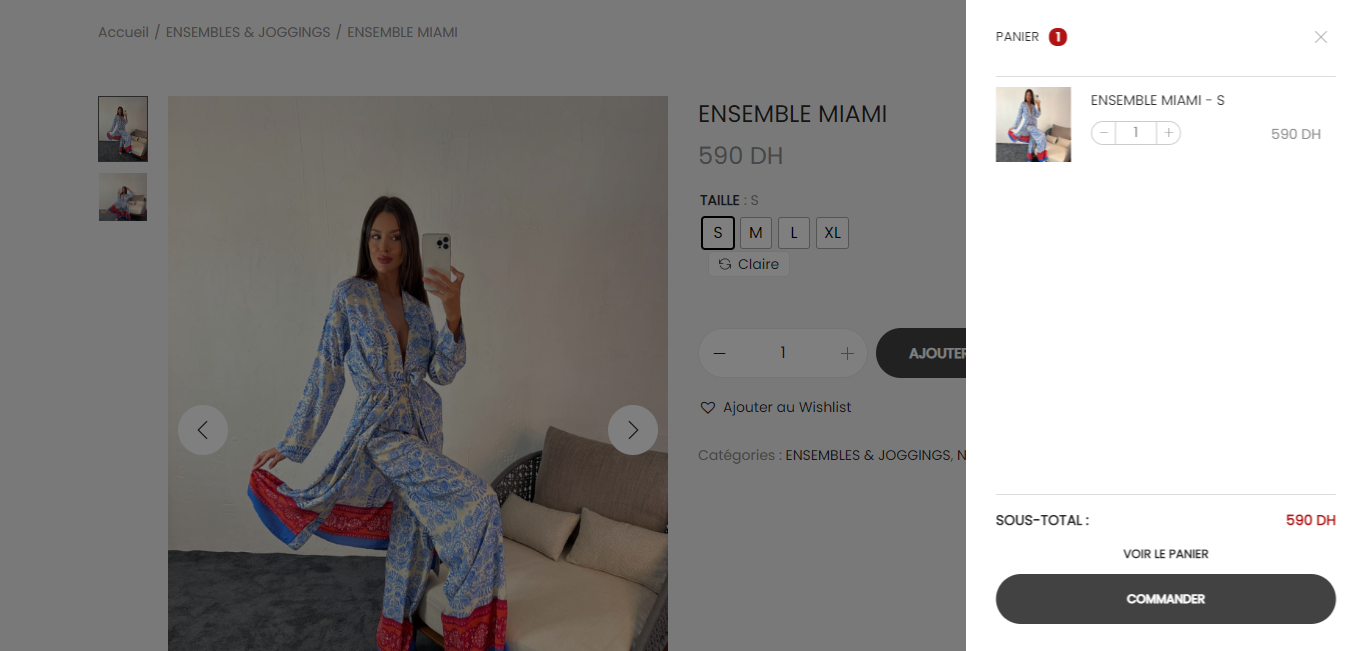 Accueil / ENSEMBLES & JOGGINGS / ENSEMBLE MIAMI
ENSEMBLE MIAMI
590 DH
TAILLE : S
S M L XL
Claire
1
AJOUTER
Ajouter au Wishlist
Catégories : ENSEMBLES & JOGGINGS, N
PANIER 1
ENSEMBLE MIAMI - S
1
590 DH
SOUS-TOTAL : 590 DH
VOIR LE PANIER
COMMANDER